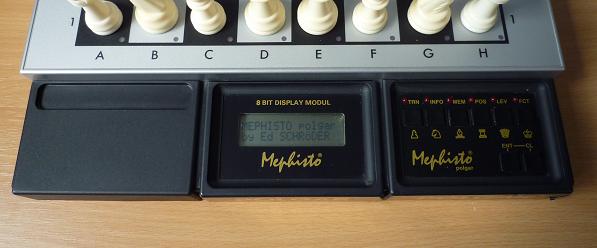 1 1
A B C D E F G H
8 BIT DISPLAY MODUL
MEPHISTO polgar
by Ed SCHRöDER
Mephisto®
TRN INFO MEM POS LEV FCT
ENT CL
Mephisto®
polgar